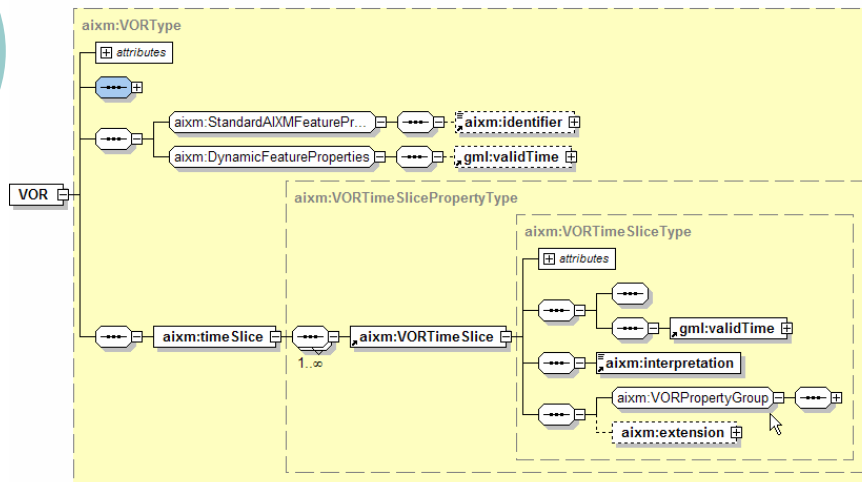 aixm:VORType
attributes
aixm:StandardAIXMFeaturePr...
aixm:identifier
aixm:DynamicFeatureProperties
gml:validTime
VOR
aixm:VORTimeSlicePropertyType
aixm:VORTimeSliceType
attributes
gml:validTime
aixm:timeSlice
aixm:VORTimeSlice
1..∞
aixm:interpretation
aixm:VORPropertyGroup
aixm:extension